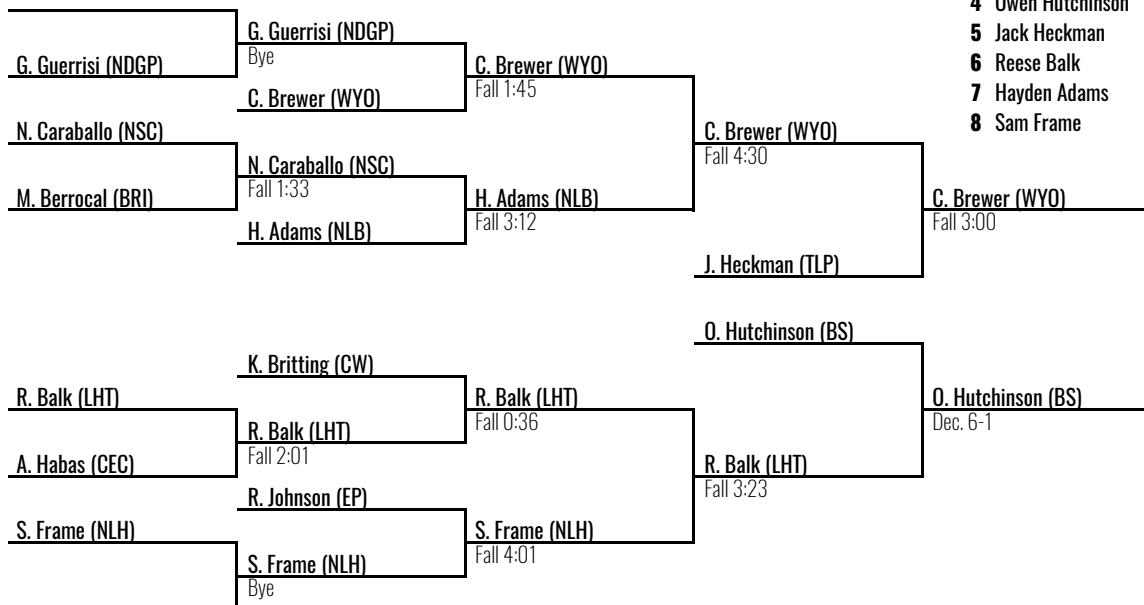 4 Owen Hutchinson
5 Jack Heckman
6 Reese Balk
7 Hayden Adams
8 Sam Frame
G. Guerrisi (NDGP)
G. Guerrisi (NDGP)
Bye
C. Brewer (WYO)
C. Brewer (WYO)
Fall 1:45
N. Caraballo (NSC)
M. Berrocal (BRI)
N. Caraballo (NSC)
Fall 1:33
H. Adams (NLB)
H. Adams (NLB)
Fall 3:12
C. Brewer (WYO)
Fall 4:30
J. Heckman (TLP)
C. Brewer (WYO)
Fall 3:00
O. Hutchinson (BS)
K. Britting (CW)
R. Balk (LHT)
A. Habas (CEC)
R. Balk (LHT)
Fall 2:01
R. Balk (LHT)
Fall 0:36
R. Johnson (EP)
S. Frame (NLH)
S. Frame (NLH)
Bye
S. Frame (NLH)
Fall 4:01
R. Balk (LHT)
Fall 3:23
O. Hutchinson (BS)
Dec. 6-1